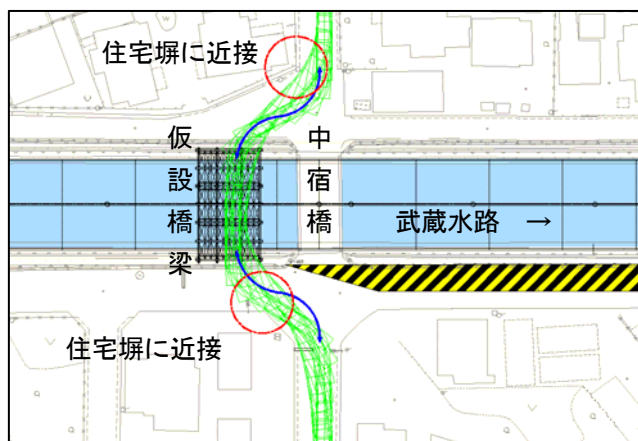 住宅塀に近接
仮設橋梁
中宿橋
武蔵水路 →
住宅塀に近接